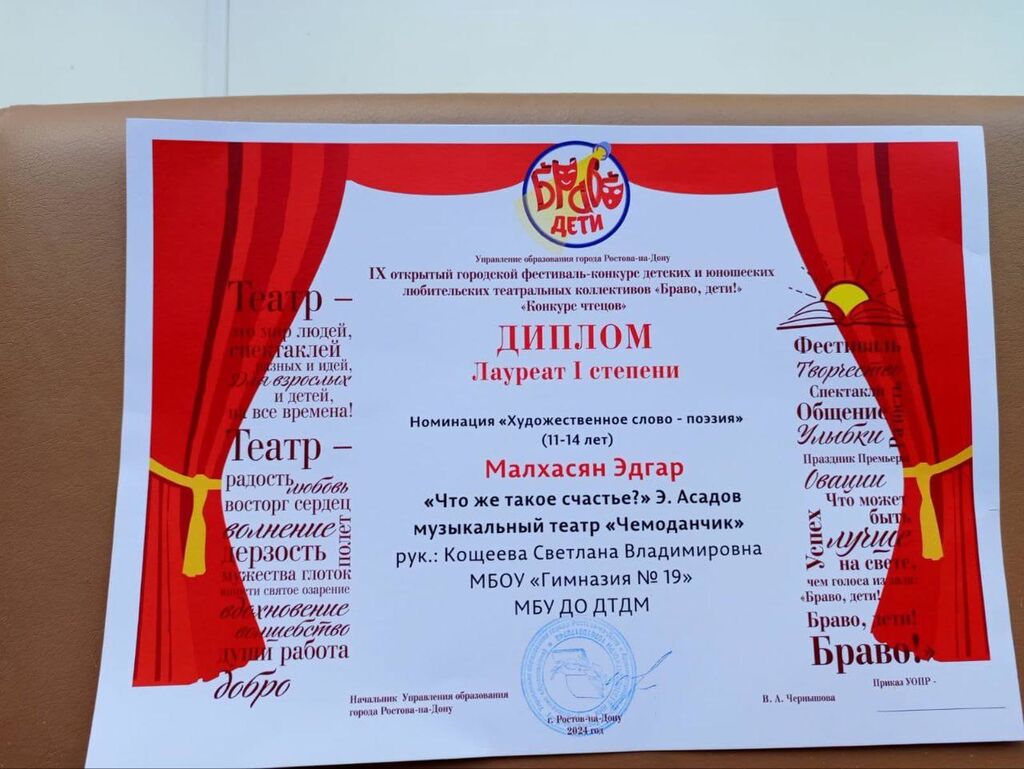 Браво
ДЕТИ
Управление образования города Ростова-на-Дону
IX открытый городской фестиваль-конкурс детских и юношеских
любительских театральных коллективов «Браво, дети!»
«Конкурс чтецов»
ДИПЛОМ
Лауреат I степени
Номинация «Художественное слово - поэзия»
(11-14 лет)
Малхасян Эдгар
«Что же такое счастье?» Э. Асадов
музыкальный театр «Чемоданчик»
рук.: Кощеева Светлана Владимировна
МБОУ «Гимназия № 19»
МБУ ДО ДТДМ
Театр –
это мир людей,
спектаклей
разных и идей,
Для взрослых
и детей,
на все времена!
Театр –
радость любовь
восторг сердец
волнение
полет
дерзость
мужества глоток
святое озарение
вдохновение
волшебство
души работа
добро
Фестиваль
Творчество
Спектакли
Радость
Общение
Улыбки
Праздник Премьера
Овации
Успех
Что может
быть
лучше
на свете,
чем голоса из зала:
«Браво, дети!
Браво, дети!
Браво!»
Приказ УОПР -
Начальник Управления образования
города Ростова-на-Дону
В. А. Чернышова
г. Ростов-на-Дону
2024 год